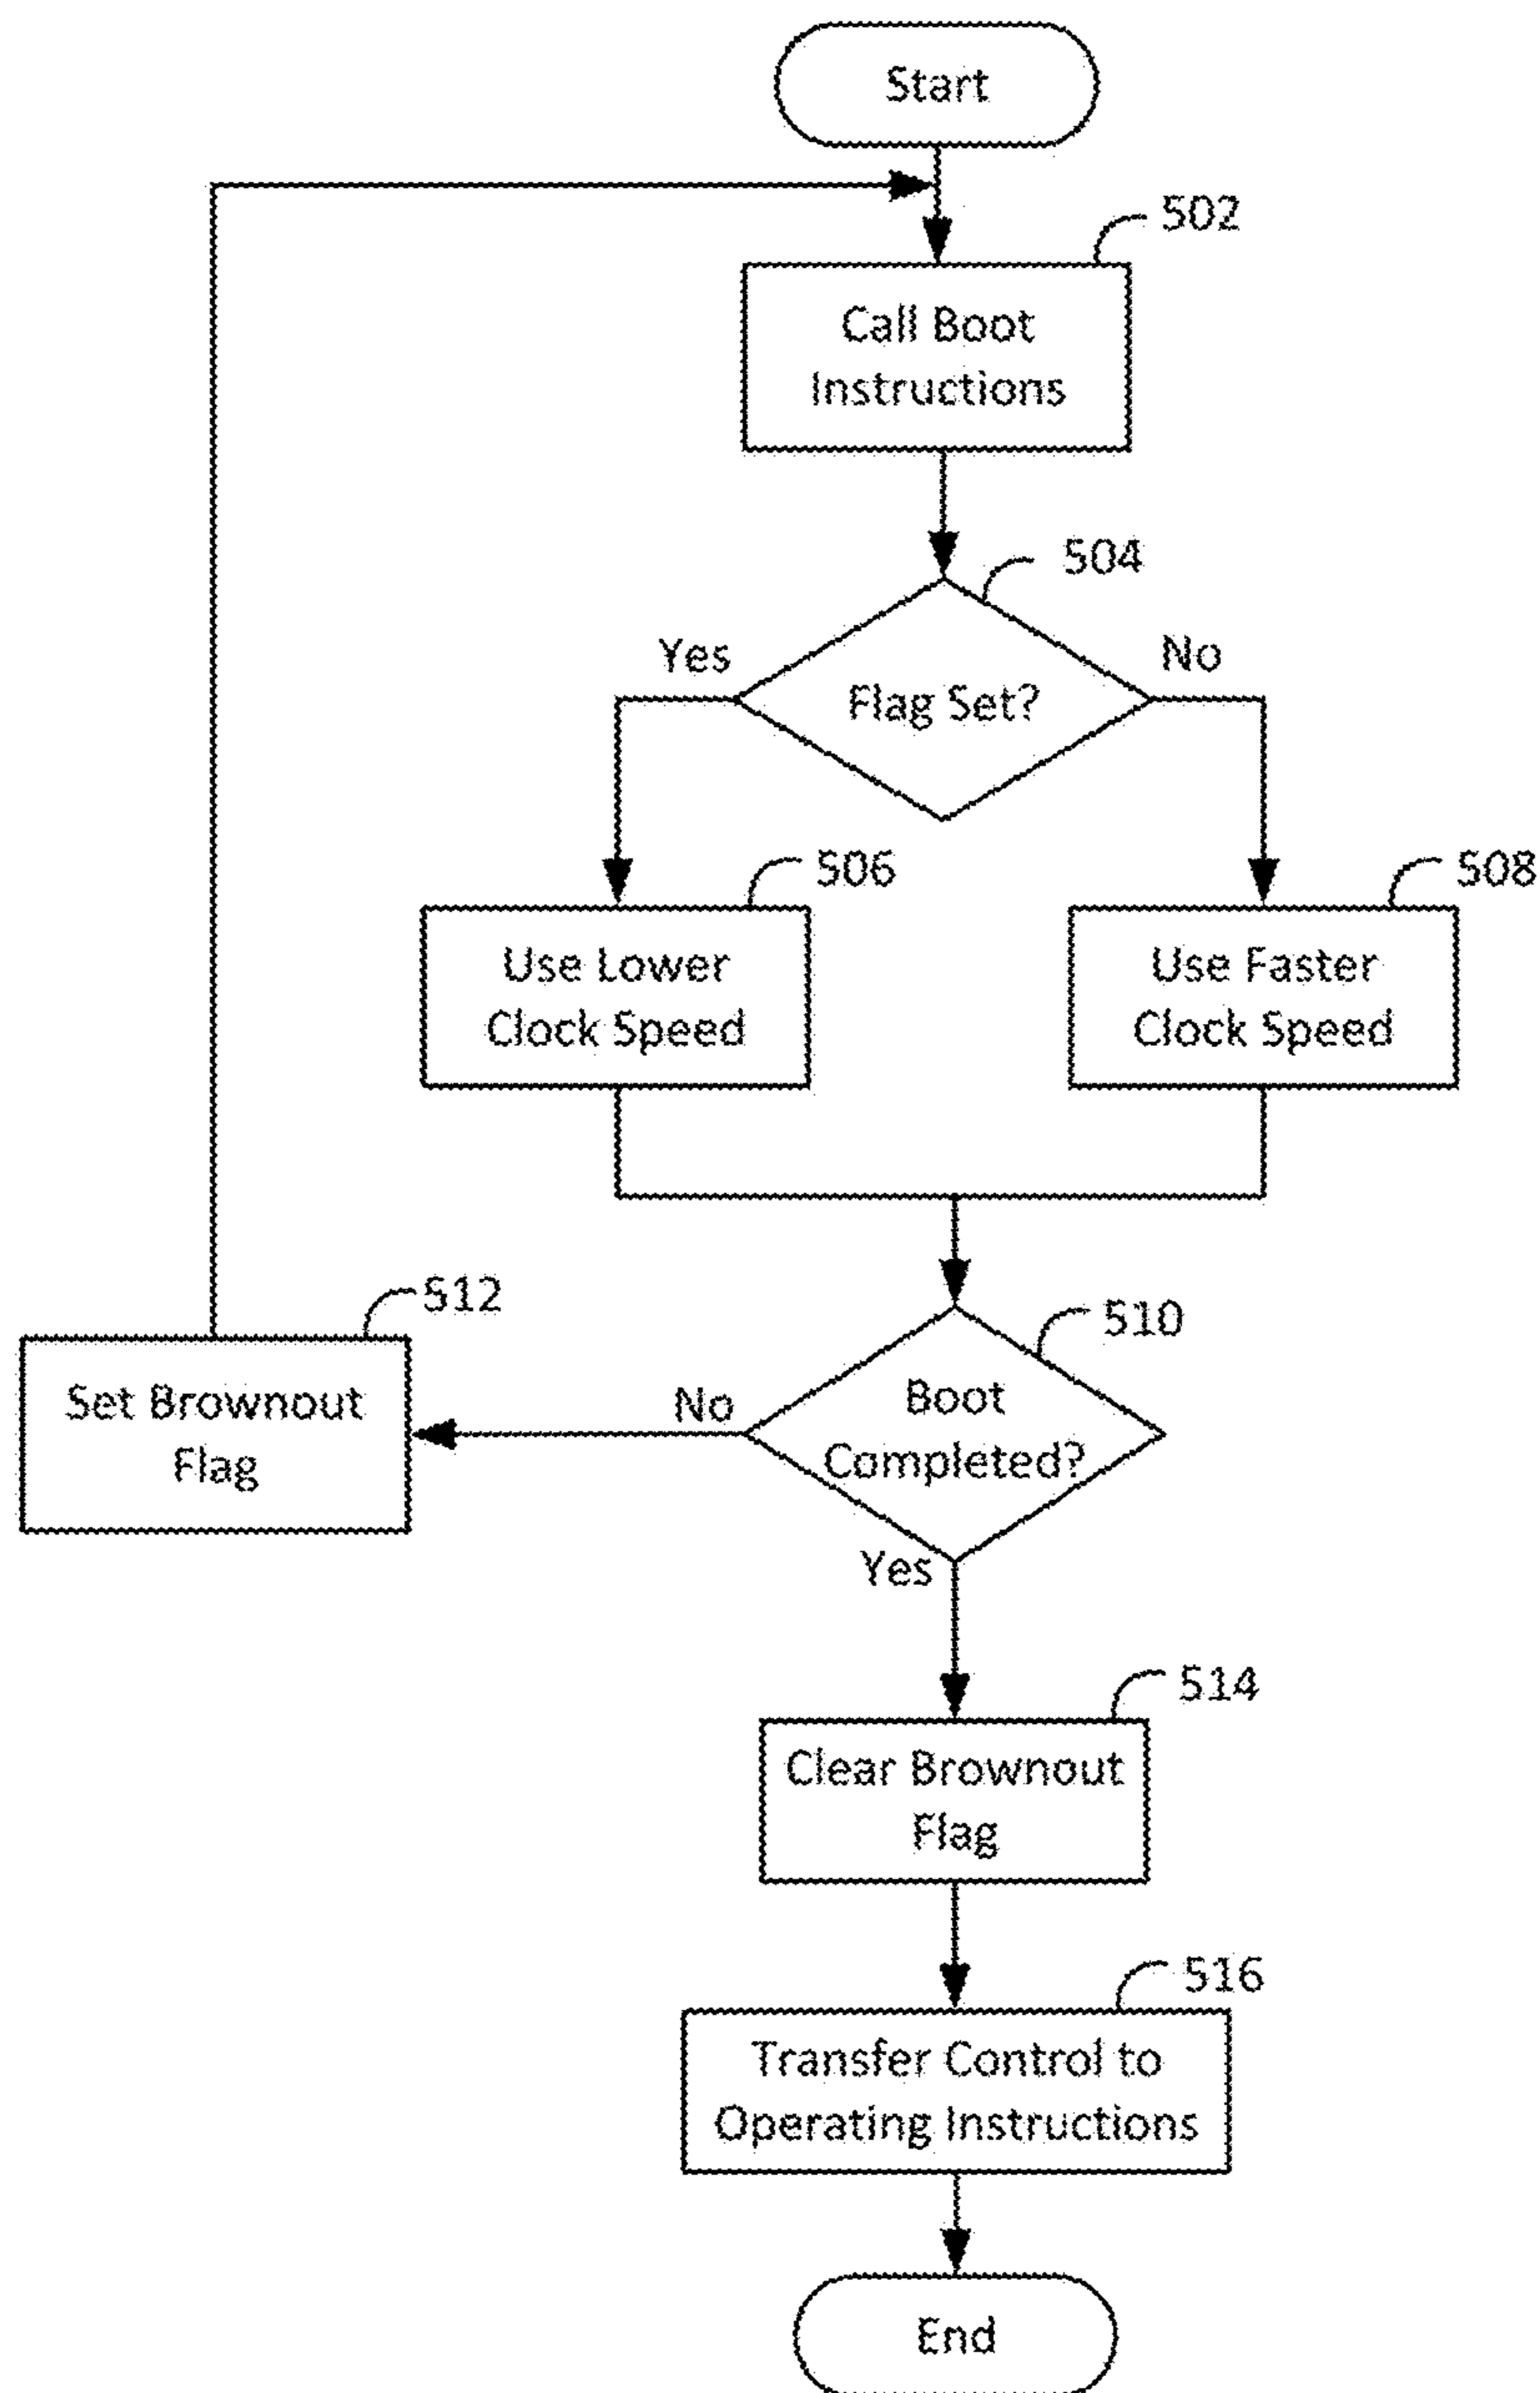 Start
502
Call Boot
Instructions
504
Yes
No
Flag Set?
506
508
Use Lower
Clock Speed
Use Faster
Clock Speed
512
510
Set Brownout
Flag
No
Boot
Completed?
Yes
514
Clear Brownout
Flag
516
Transfer Control to
Operating Instructions
End